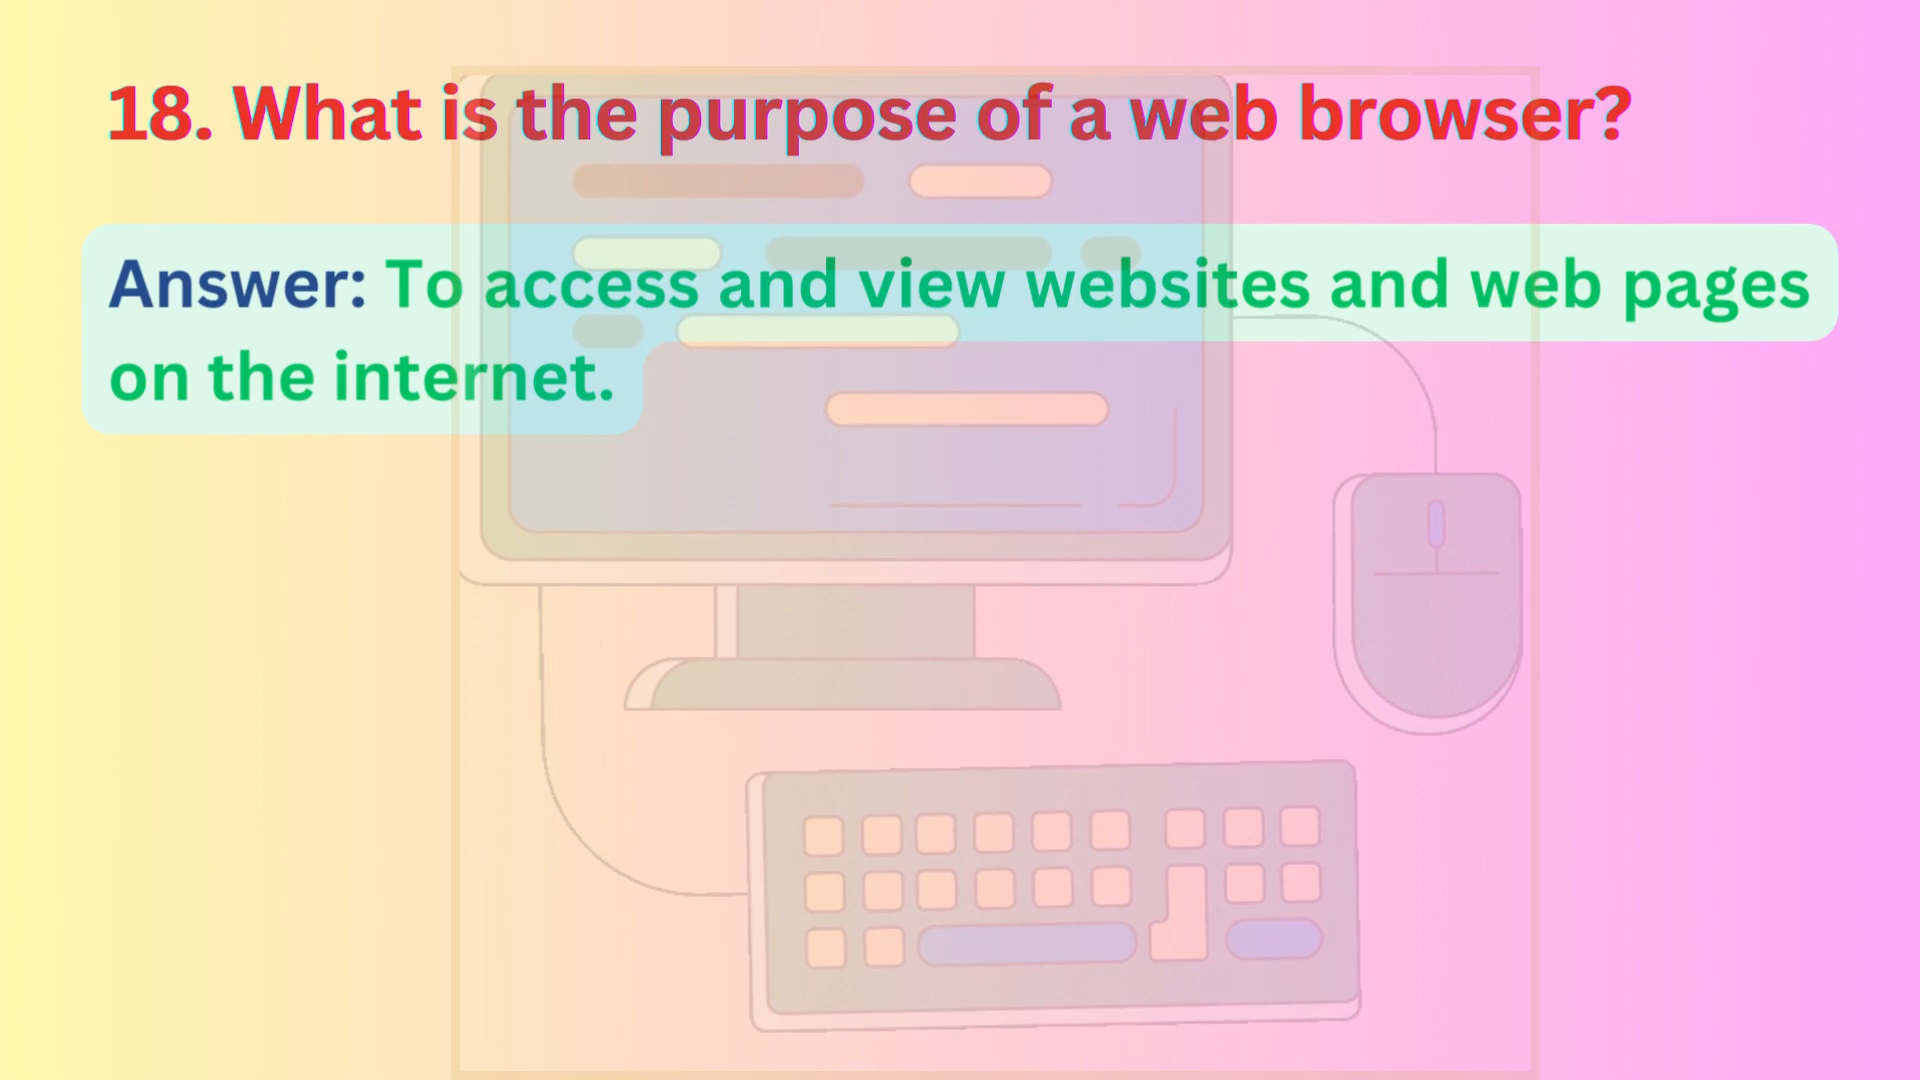 18. What is the purpose of a web browser?
Answer: To access and view websites and web pages
on the internet.